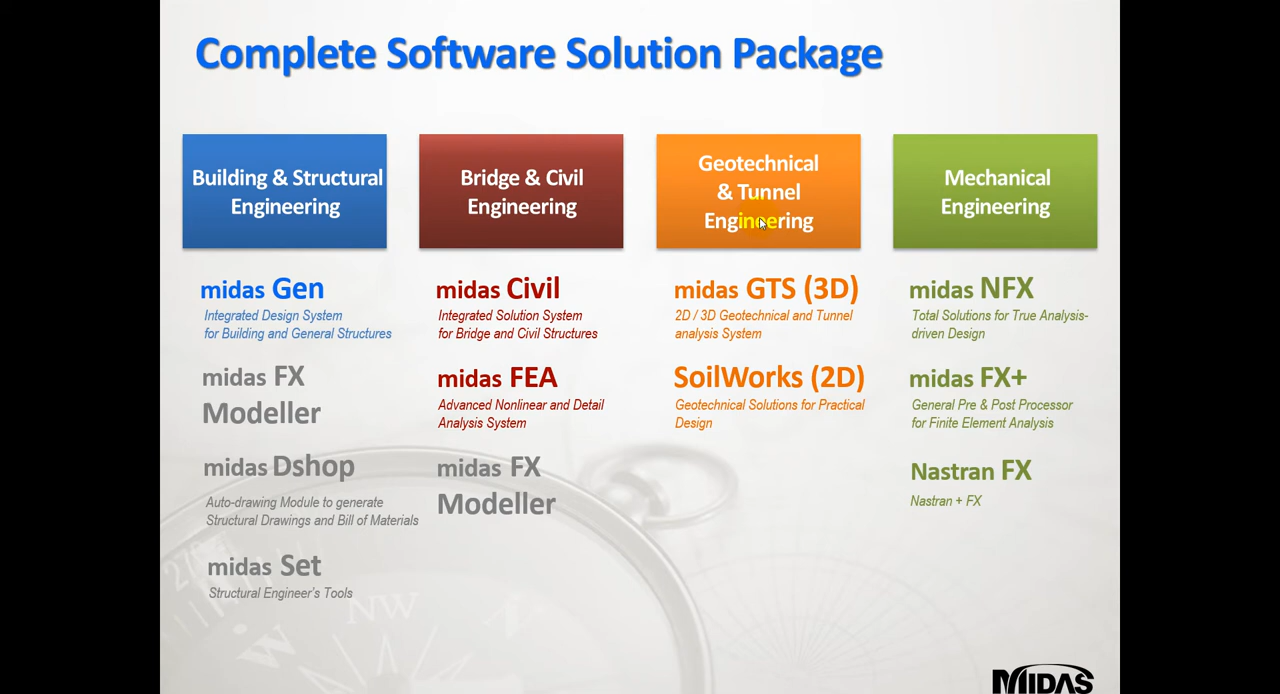 Complete Software Solution Package
Building & Structural
Engineering
midas Gen
Integrated Design System
for Building and General Structures
midas FX
Modeller
midas Dshop
Auto-drawing Module to generate
Structural Drawings and Bill of Materials
midas Set
Structural Engineer's Tools
Bridge & Civil
Engineering
midas Civil
Integrated Solution System
for Bridge and Civil Structures
midas FEA
Advanced Nonlinear and Detail
Analysis System
midas FX
Modeller
Geotechnical
& Tunnel
Engineering
midas GTS (3D)
2D / 3D Geotechnical and Tunnel
analysis System
SoilWorks (2D)
Geotechnical Solutions for Practical
Design
Mechanical
Engineering
midas NFX
Total Solutions for True Analysis-
driven Design
midas FX+
General Pre & Post Processor
for Finite Element Analysis
Nastran FX
Nastran + FX
NW
W
MIDAS